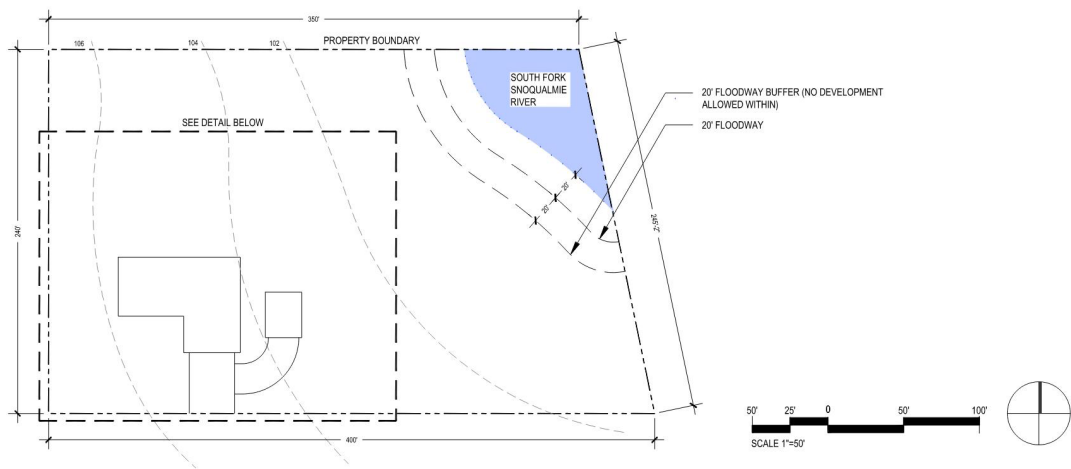 350'
PROPERTY BOUNDARY
106
104
102
SOUTH FORK
SNOQUALMIE
RIVER
20' FLOODWAY BUFFER (NO DEVELOPMENT
ALLOWED WITHIN)
20' FLOODWAY
SEE DETAIL BELOW
20'
20'
240'
245'-2"
400'
50' 25' 0 50' 100'
SCALE 1"=50'